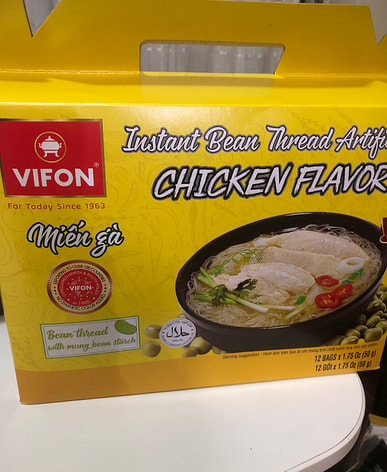 Instant Bean Thread Artifi
VIFON®
CHICKEN FLAVOR
For Today Since 1963
Miến gà
VIFON
Bean thread
with mung bean starch
حلال
12 BAGS x 1.75 Oz (50 g)
12 GÓI x 1.75 Oz (50 g)